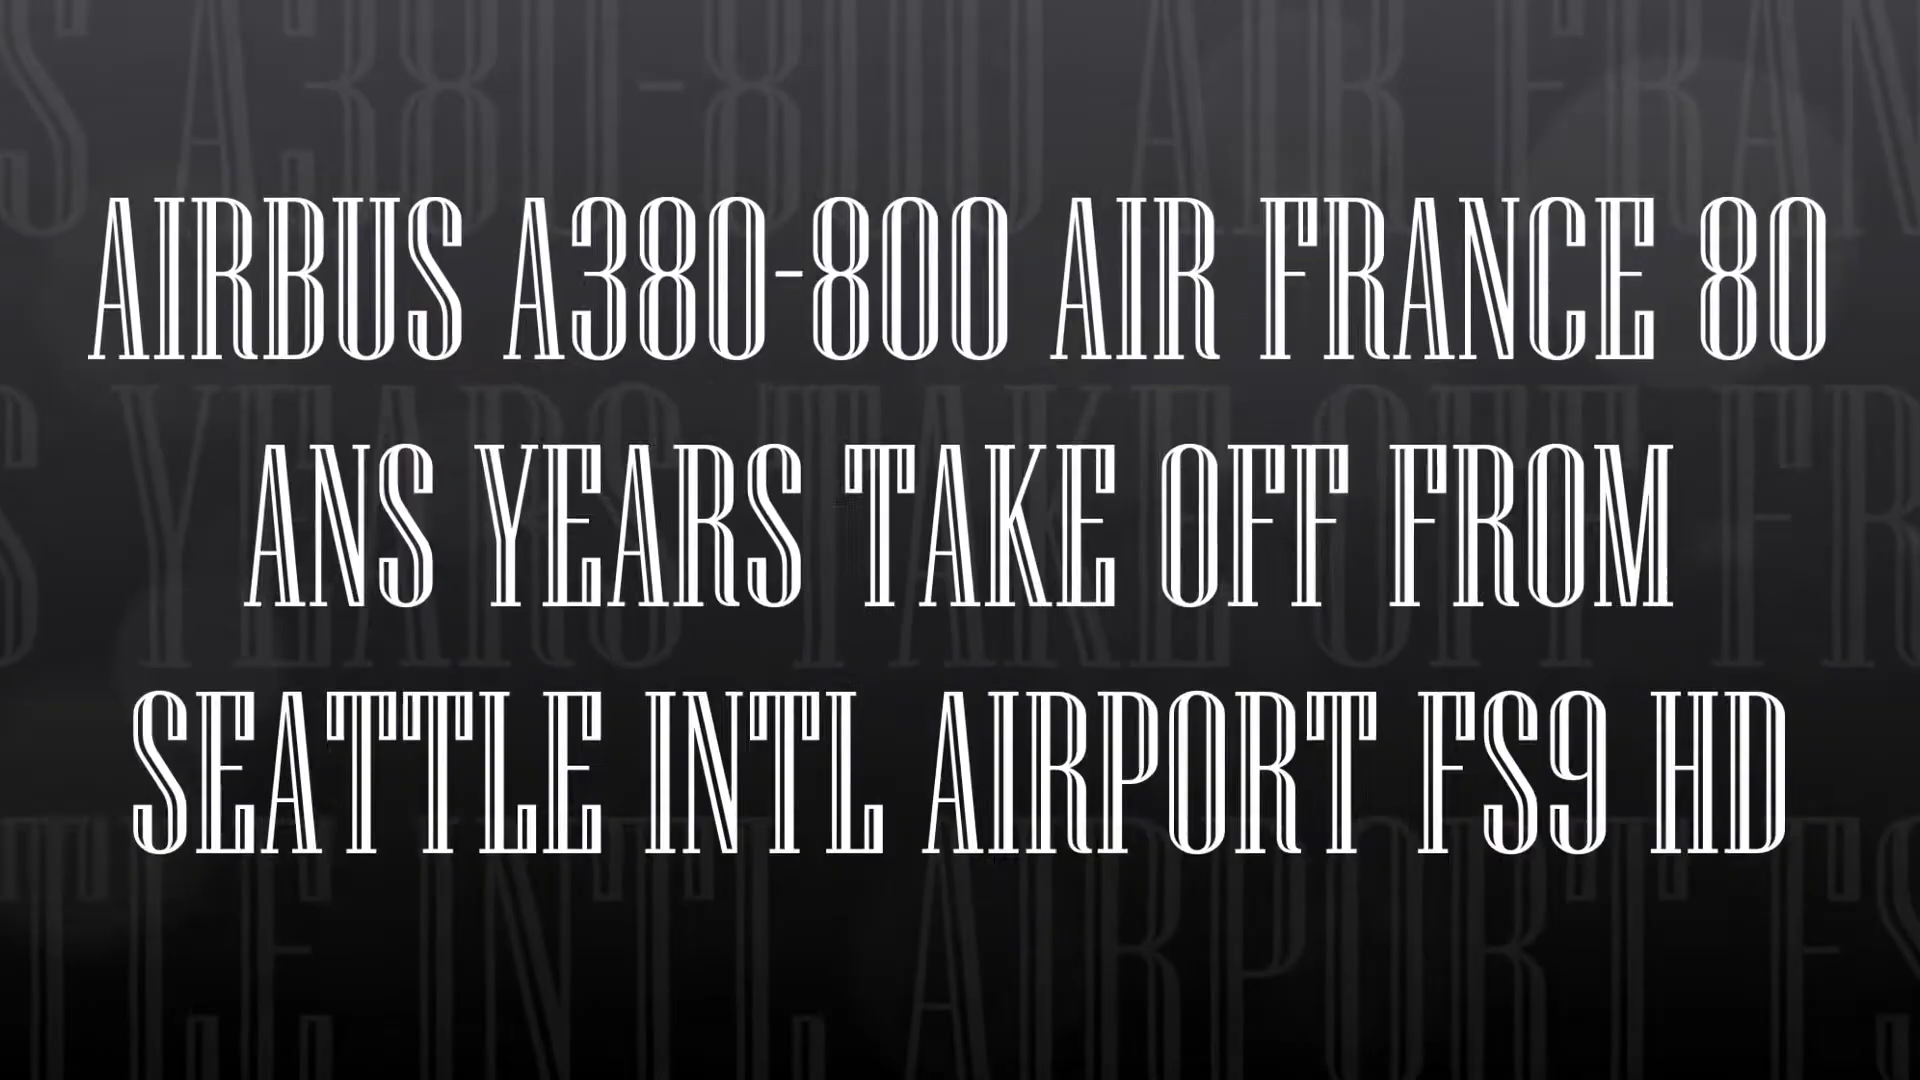 AIRBUS A380-800 AIR FRANCE 80
ANS YEARS TAKE OFF FROM
SEATTLE INTL AIRPORT FS9 HD